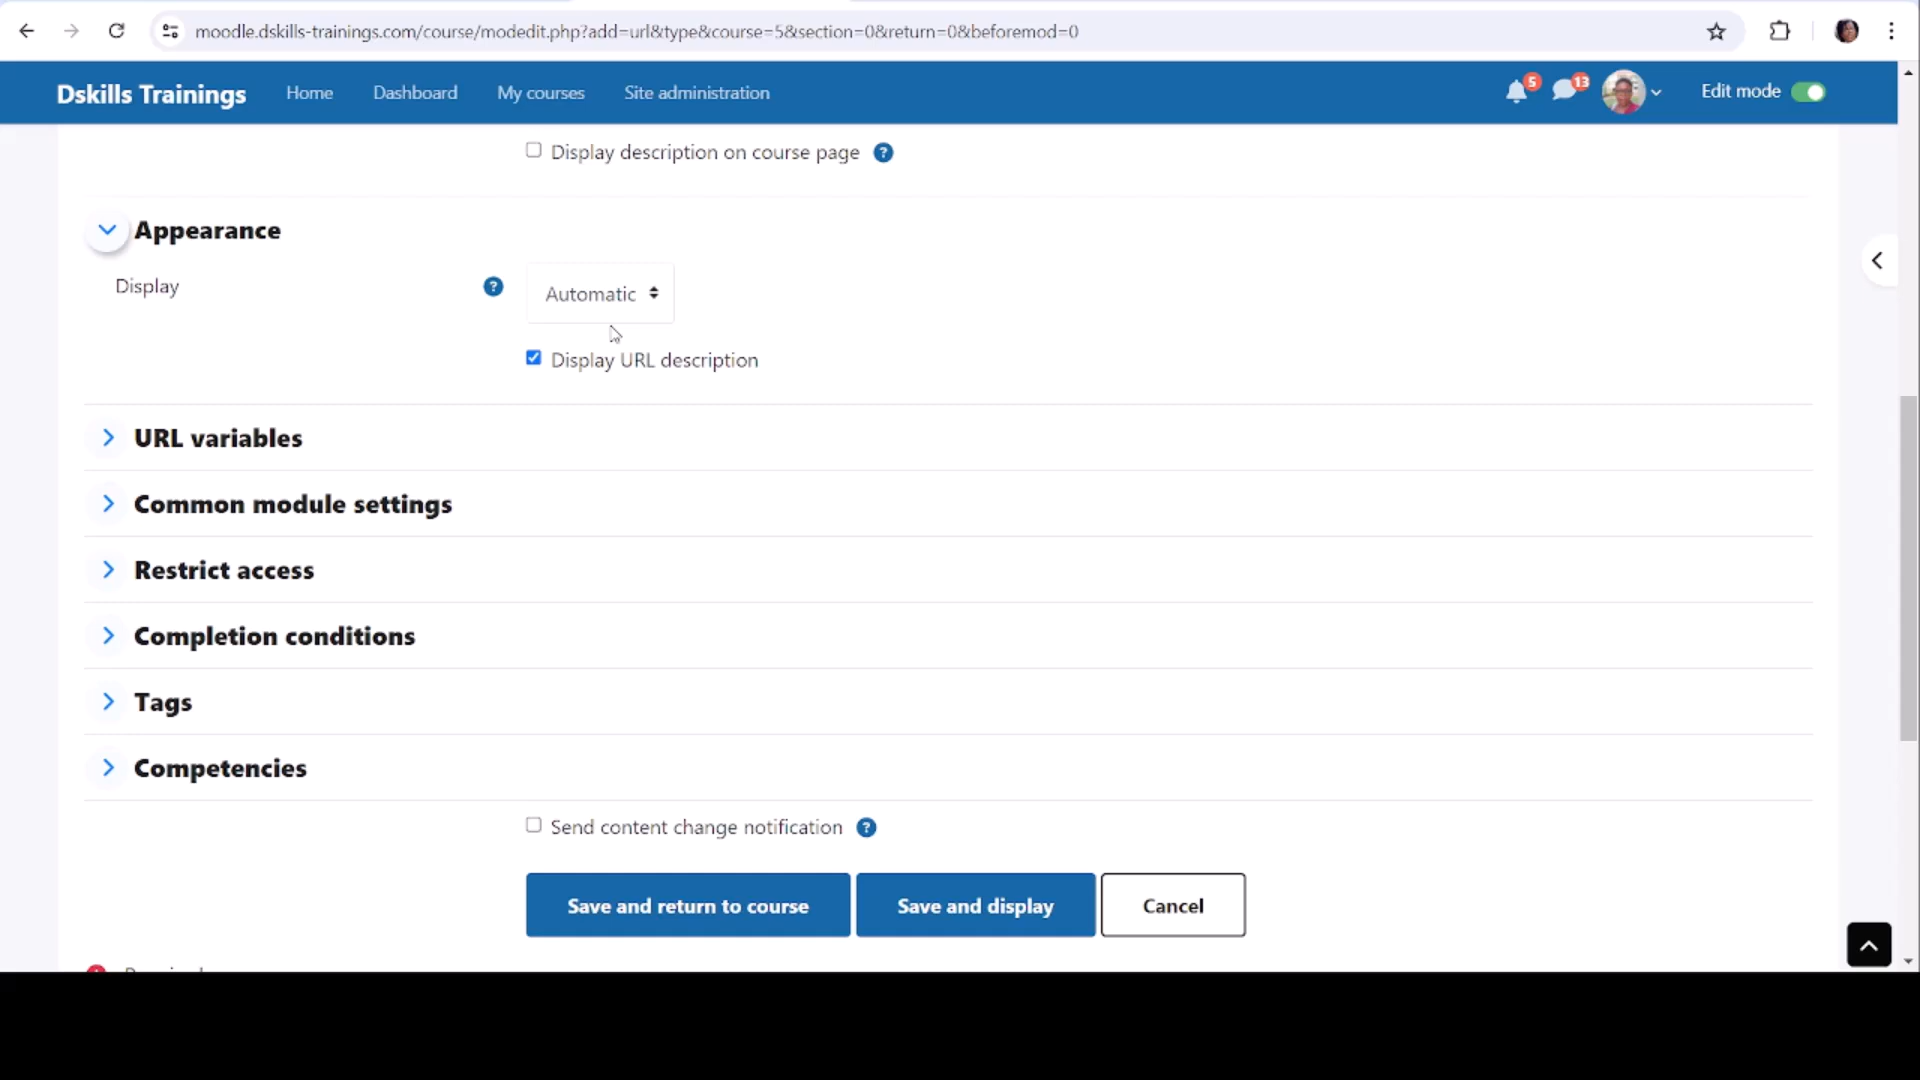 moodle.dskills-trainings.com/course/modedit.php?add=url&type&course=5&section=0&return=0&beforemod=0
Dskills Trainings Home Dashboard My courses Site administration 5 13 Edit mode
Display description on course page ?
Appearance
Display ? Automatic
Display URL description
URL variables
Common module settings
Restrict access
Completion conditions
Tags
Competencies
Send content change notification ?
Save and return to course Save and display Cancel